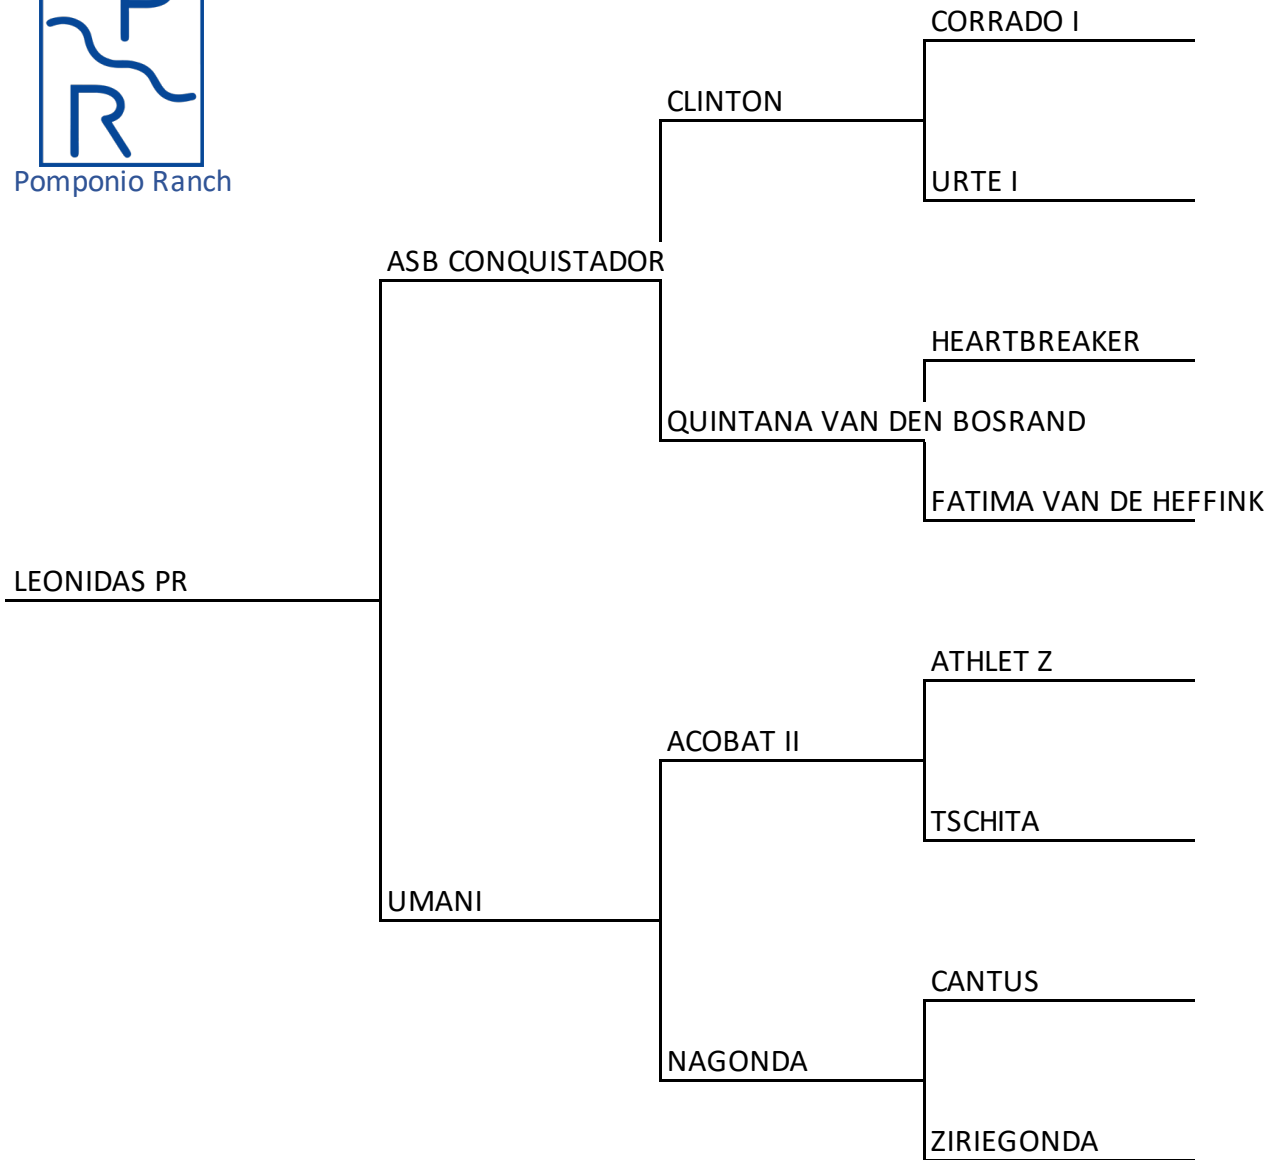 P
R
Pomponio Ranch
CORRADO I
CLINTON
URTE I
ASB CONQUISTADOR
HEARTBREAKER
QUINTANA VAN DEN BOSRAND
FATIMA VAN DE HEFFINK
LEONIDAS PR
ATHLET Z
ACOBAT II
TSCHITA
UMANI
CANTUS
NAGONDA
ZIRIEGONDA